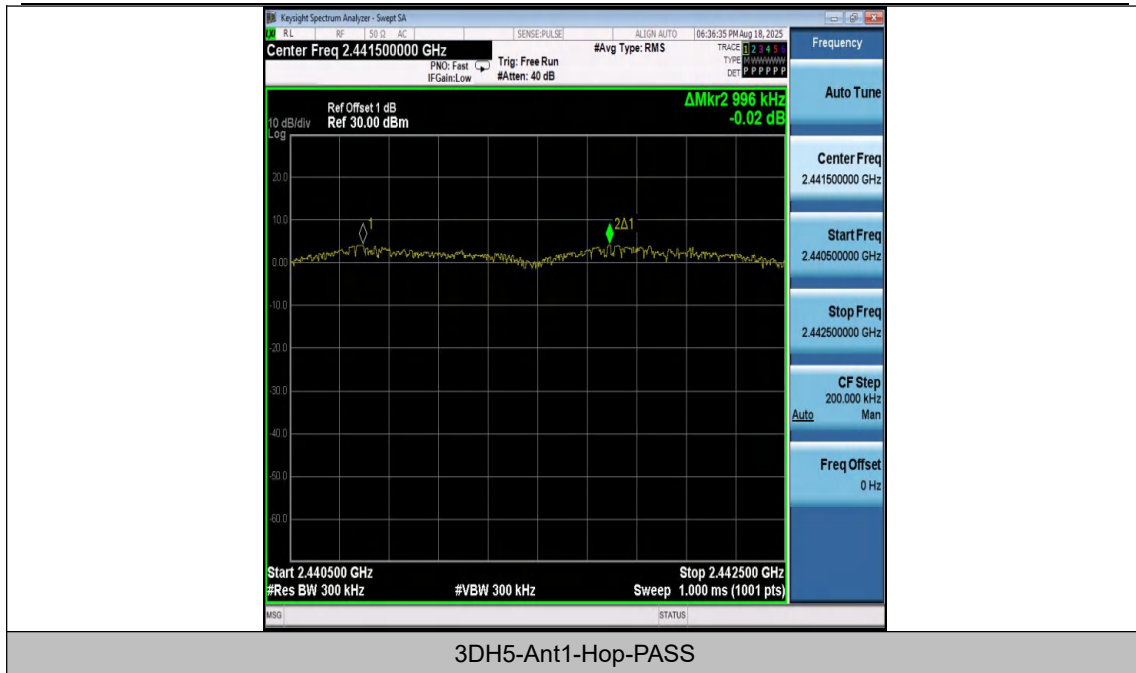 Keysight Spectrum Analyzer - Swept SA
RL RF 50 Ω AC SENSE:PULSE ALIGN AUTO 06:36:35 PM Aug 18, 2025
Center Freq 2.441500000 GHz #Avg Type: RMS TRACE 1 2 3 4 5 6
PNO: Fast Trig: Free Run TYPE M WWWWW
IFGain:Low #Atten: 40 dB DET P P P P P P
Ref Offset 1 dB ΔMkr2 996 kHz
10 dB/div Ref 30.00 dBm -0.02 dB
Log
20.0
10.0
0.00
-10.0
-20.0
-30.0
-40.0
-50.0
-60.0
1
2Δ1
Start 2.440500 GHz Stop 2.442500 GHz
#Res BW 300 kHz #VBW 300 kHz Sweep 1.000 ms (1001 pts)
MSG STATUS
Frequency
Auto Tune
Center Freq
2.441500000 GHz
Start Freq
2.440500000 GHz
Stop Freq
2.442500000 GHz
CF Step
200.000 kHz
Auto Man
Freq Offset
0 Hz
3DH5-Ant1-Hop-PASS